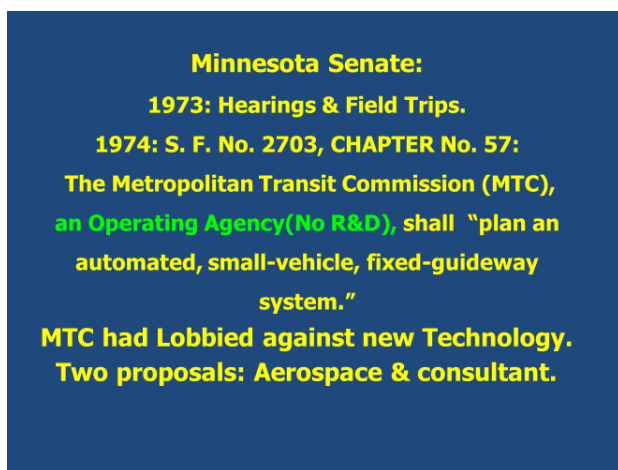 Minnesota Senate:
1973: Hearings & Field Trips.
1974: S. F. No. 2703, CHAPTER No. 57:
The Metropolitan Transit Commission (MTC),
an Operating Agency(No R&D), shall “plan an
automated, small-vehicle, fixed-guideway
system.”
MTC had Lobbied against new Technology.
Two proposals: Aerospace & consultant.